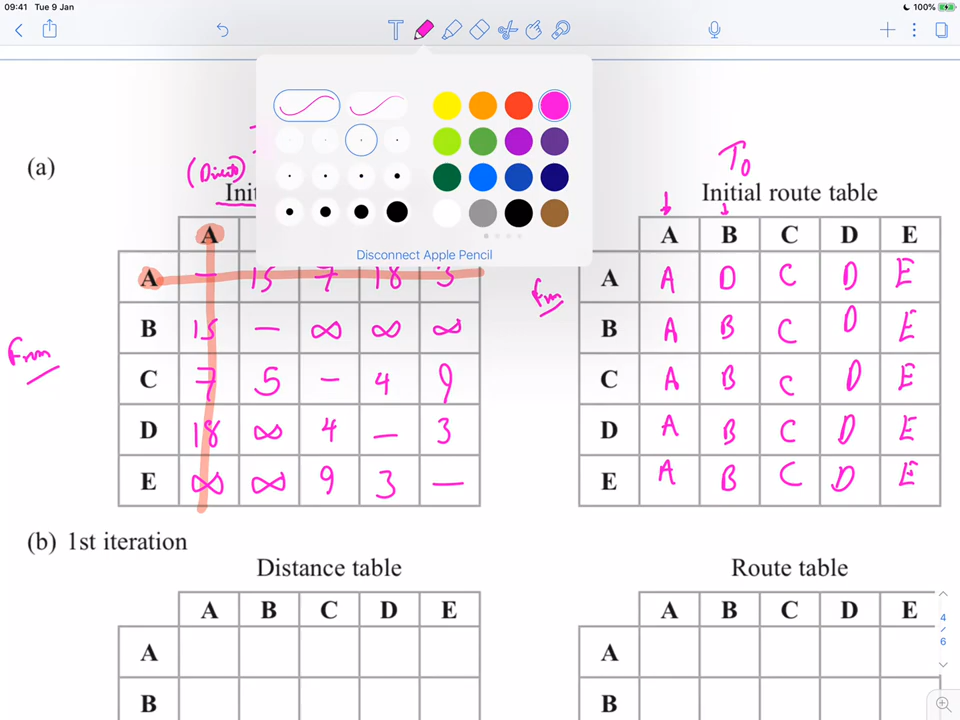 09:41 Tue 9 Jan 100%
T
(a)
(Direct)
To
Init
Initial route table
A
A B C D E
A — 15 7 18 3
A A D C D E
From
B 15 — ∞ ∞ ∞
B A B C D E
From
C 7 5 — 4 9
C A B C D E
D 18 ∞ 4 — 3
D A B C D E
E ∞ ∞ 9 3 —
E A B C D E
Disconnect Apple Pencil
(b) 1st iteration
Distance table
Route table
A B C D E
A B C D E
A
A
B
B
4
6